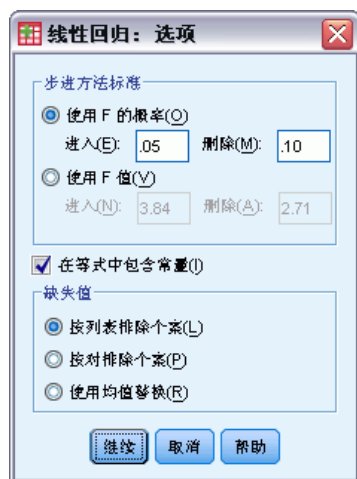 线性回归：选项
步进方法标准
使用 F 的概率(O)
进入(E): .05 删除(M): .10
使用 F 值(V)
进入(N): 3.84 删除(A): 2.71
在等式中包含常量(I)
缺失值
按列表排除个案(L)
按对排除个案(P)
使用均值替换(R)
继续 取消 帮助